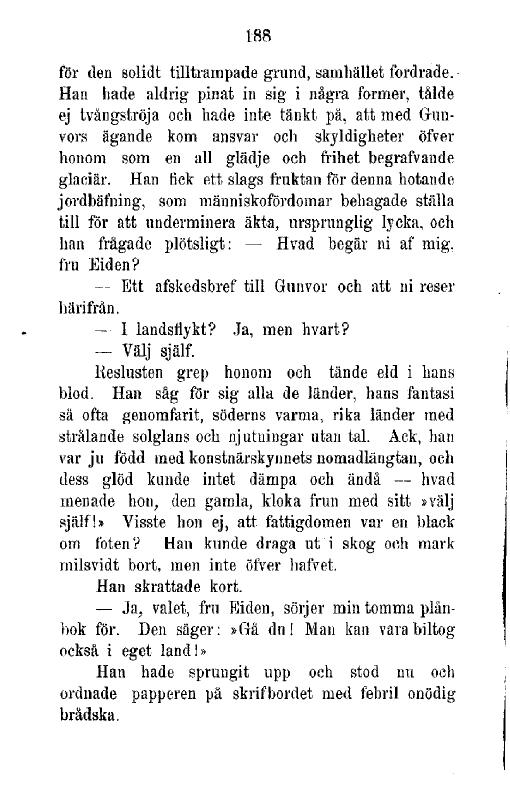 188
för den solidt tilltrampade grund, samhället fordrade.
Han hade aldrig pinat in sig i några former, tålde
ej tvångströja och hade inte tänkt på, att med Gun-
vors ägande kom ansvar och skyldigheter öfver
honom som en all glädje och frihet begrafvande
glaciär. Han fick ett slags fruktan för denna hotande
jordbäfning, som människofördomar behagade ställa
till för att underminera äkta, ursprunglig lycka, och
han frågade plötsligt: — Hvad begär ni af mig,
fru Eiden?
— Ett afskedsbref till Gunvor och att ni reser
härifrån.
— I landsflykt? Ja, men hvart?
— Välj själf.
Reslusten grep honom och tände eld i hans
blod. Han såg för sig alla de länder, hans fantasi
så ofta genomfarit, söderns varma, rika länder med
strålande solglans och njutningar utan tal. Ack, han
var ju född med konstnärskynnets nomadlängtan, och
dess glöd kunde intet dämpa och ändå — hvad
menade hon, den gamla, kloka frun med sitt »välj
själf!» Visste hon ej, att fattigdomen var en black
om foten? Han kunde draga ut i skog och mark
milsvidt bort, men inte öfver hafvet.
Han skrattade kort.
— Ja, valet, fru Eiden, sörjer min tomma plån-
bok för. Den säger: »Gå du! Man kan vara biltog
också i eget land!»
Han hade sprungit upp och stod nu och
ordnade papperen på skrifbordet med febril onödig
brådska.